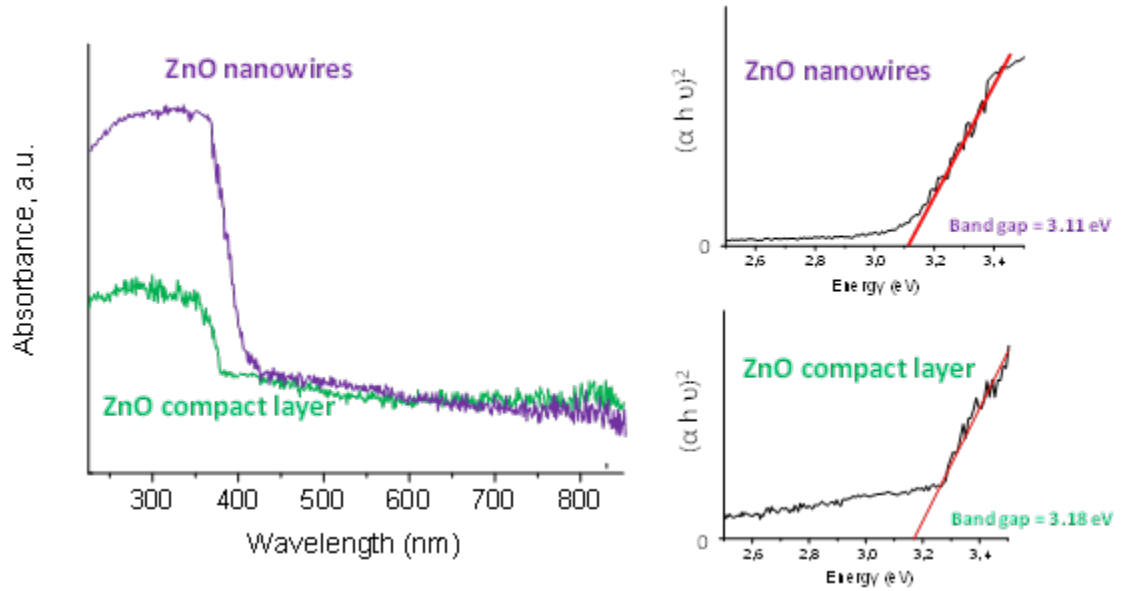 ZnO nanowires
ZnO compact layer
Absorbance, a.u.
300 400 500 600 700 800
Wavelength (nm)
ZnO nanowires
(α h υ)²
0
Band gap = 3.11 eV
2,6 2,8 3,0 3,2 3,4
Energy (eV)
ZnO compact layer
(α h υ)²
0
Band gap = 3.18 eV
2,6 2,8 3,0 3,2 3,4
Energy (eV)